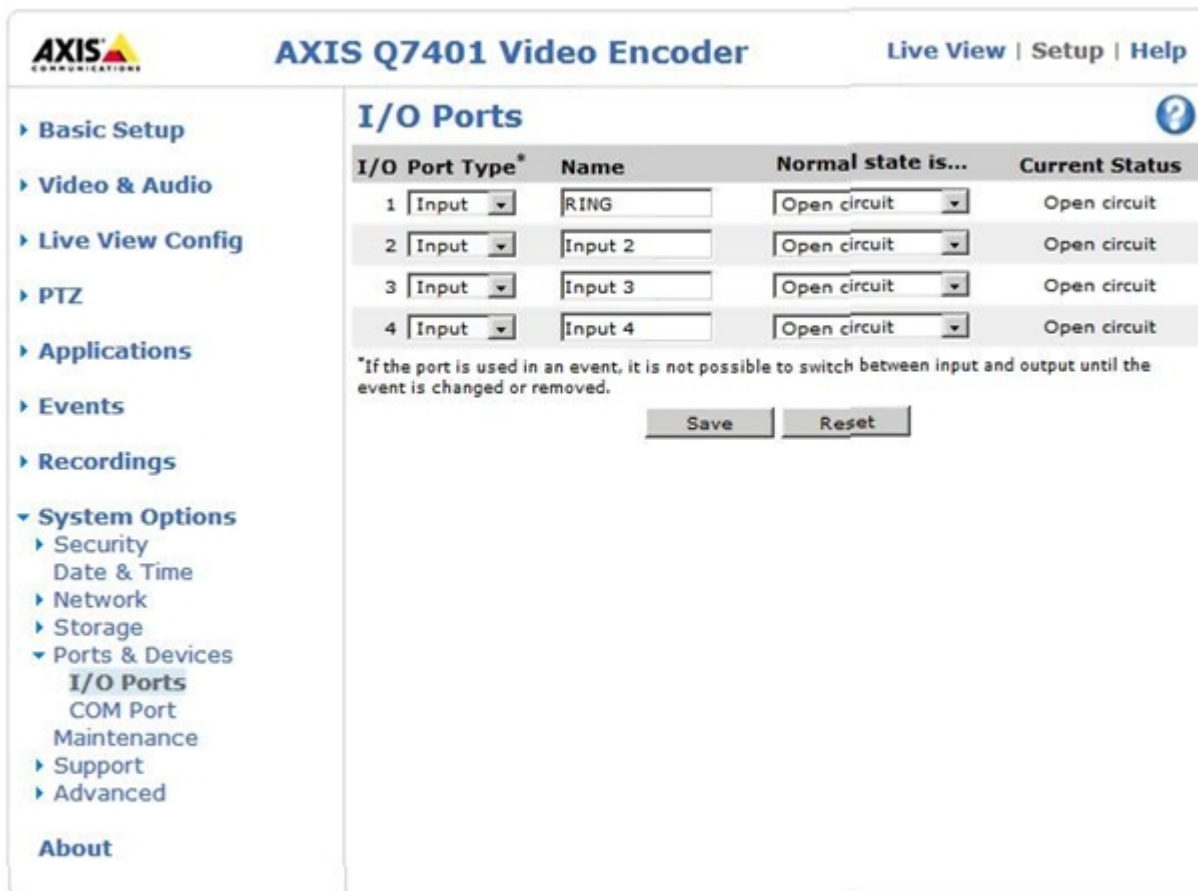 AXIS
COMMUNICATIONS
AXIS Q7401 Video Encoder
Live View | Setup | Help
Basic Setup
Video & Audio
Live View Config
PTZ
Applications
Events
Recordings
System Options
Security
Date & Time
Network
Storage
Ports & Devices
I/O Ports
COM Port
Maintenance
Support
Advanced
About
I/O Ports
?
I/O Port Type* Name Normal state is... Current Status
1 Input RING Open circuit Open circuit
2 Input Input 2 Open circuit Open circuit
3 Input Input 3 Open circuit Open circuit
4 Input Input 4 Open circuit Open circuit
*If the port is used in an event, it is not possible to switch between input and output until the
event is changed or removed.
Save Reset